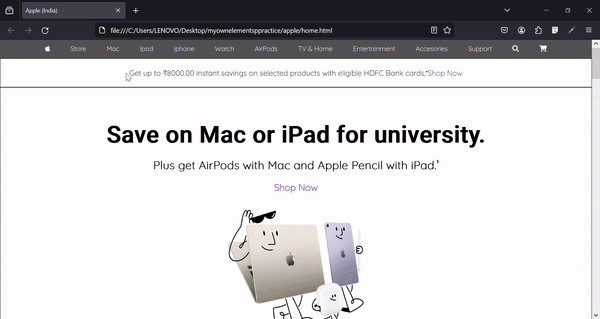 Apple (India)
file:///C:/Users/LENOVO/Desktop/myownelementsppractice/apple/home.html
Store Mac Ipad Iphone Watch AirPods TV & Home Entertainment Accesories Support
Get up to ₹8000.00 instant savings on selected products with eligible HDFC Bank cards.*Shop Now
Save on Mac or iPad for university.
Plus get AirPods with Mac and Apple Pencil with iPad.¹
Shop Now